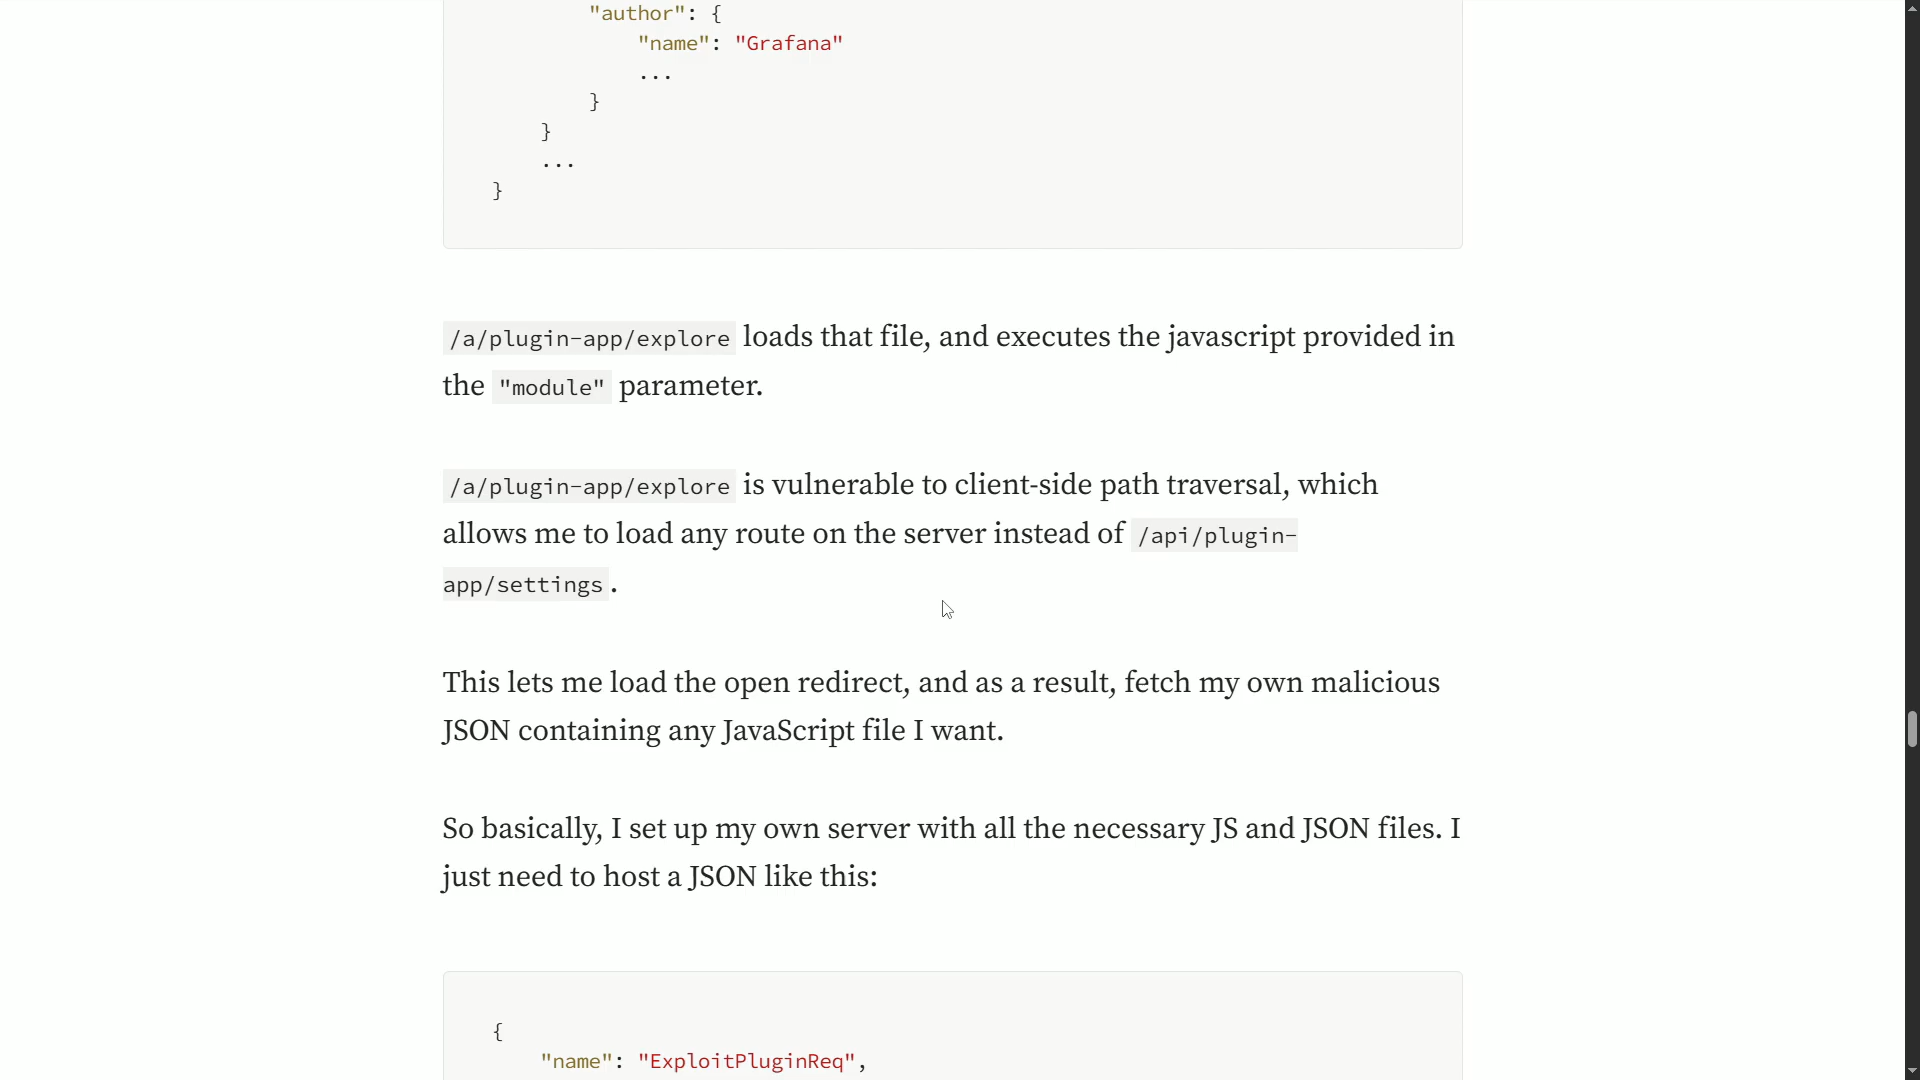 "author": {
"name": "Grafana"
...
}
}
...
}
/a/plugin-app/explore loads that file, and executes the javascript provided in
the "module" parameter.
/a/plugin-app/explore is vulnerable to client-side path traversal, which
allows me to load any route on the server instead of /api/plugin-
app/settings.
This lets me load the open redirect, and as a result, fetch my own malicious
JSON containing any JavaScript file I want.
So basically, I set up my own server with all the necessary JS and JSON files. I
just need to host a JSON like this:
{
"name": "ExploitPluginReq",